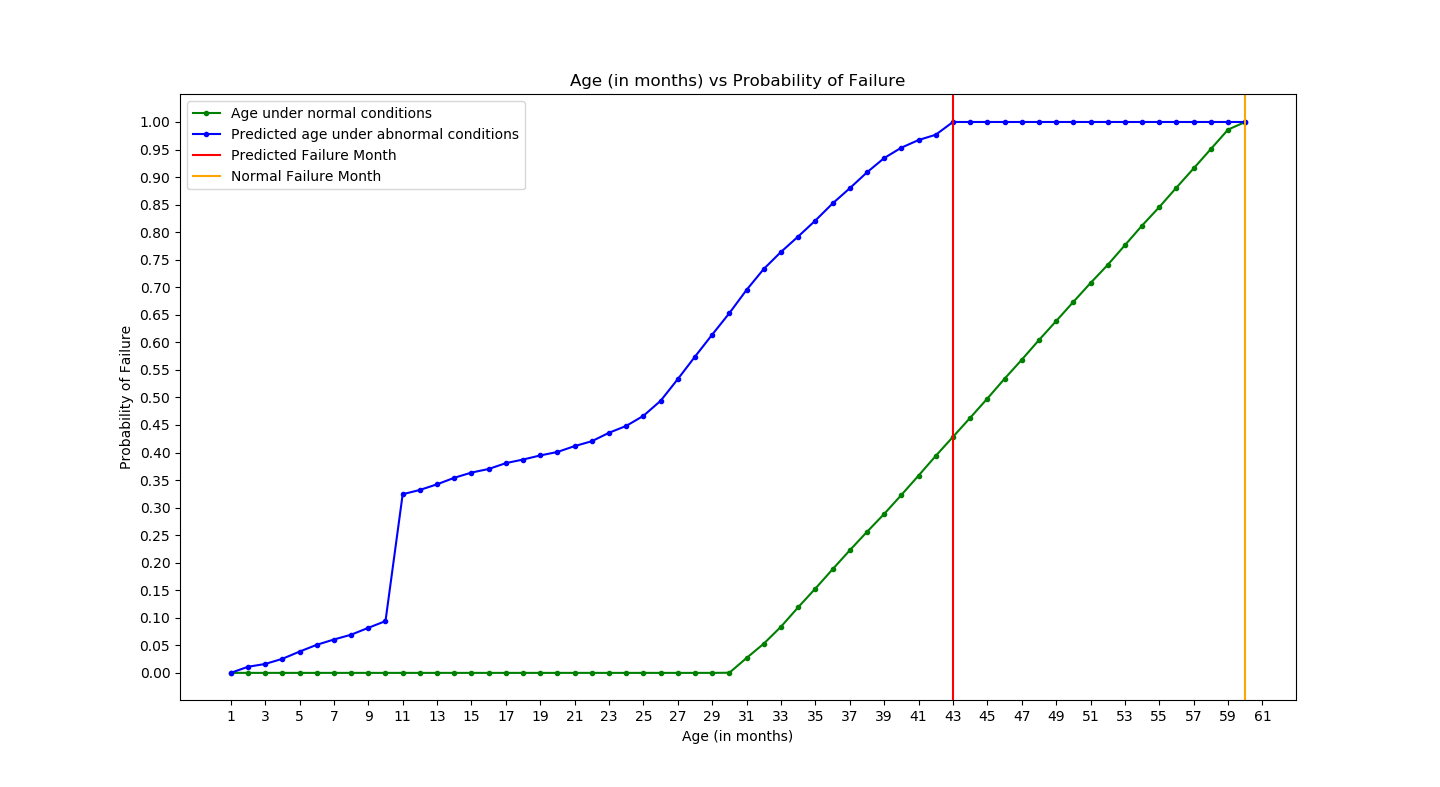 Age (in months) vs Probability of Failure
Age under normal conditions
Predicted age under abnormal conditions
Predicted Failure Month
Normal Failure Month
1.00
0.95
0.90
0.85
0.80
0.75
0.70
0.65
0.60
0.55
0.50
0.45
0.40
0.35
0.30
0.25
0.20
0.15
0.10
0.05
0.00
Probability of Failure
1 3 5 7 9 11 13 15 17 19 21 23 25 27 29 31 33 35 37 39 41 43 45 47 49 51 53 55 57 59 61
Age (in months)